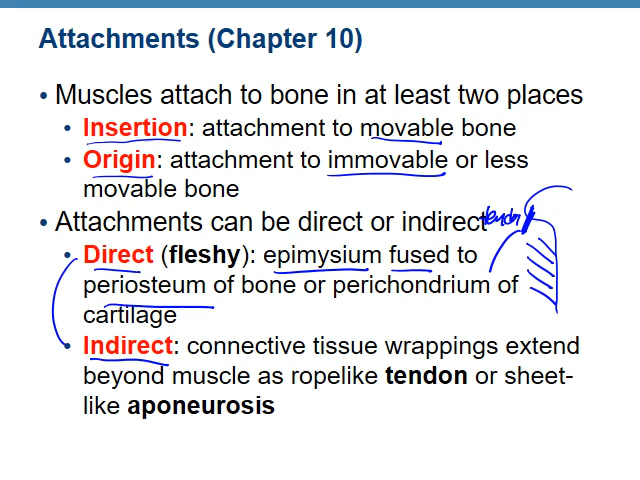 Attachments (Chapter 10)
• Muscles attach to bone in at least two places
• Insertion: attachment to movable bone
• Origin: attachment to immovable or less
movable bone
• Attachments can be direct or indirect
tendon
• Direct (fleshy): epimysium fused to
periosteum of bone or perichondrium of
cartilage
• Indirect: connective tissue wrappings extend
beyond muscle as ropelike tendon or sheet-
like aponeurosis